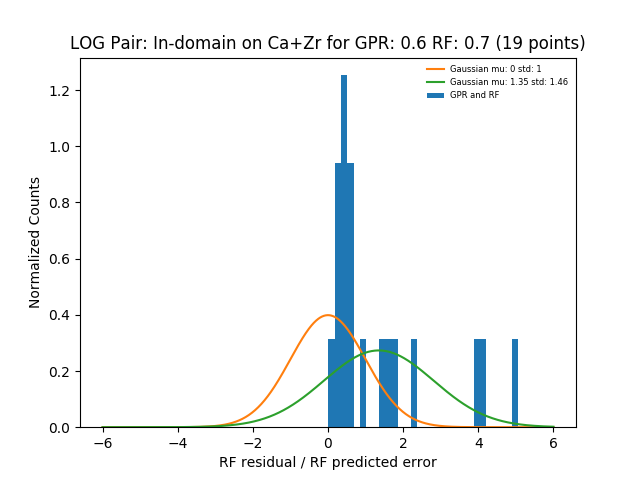 LOG Pair: In-domain on Ca+Zr for GPR: 0.6 RF: 0.7 (19 points)
Gaussian mu: 0 std: 1
Gaussian mu: 1.35 std: 1.46
GPR and RF
Normalized Counts
1.2
1.0
0.8
0.6
0.4
0.2
0.0
−6 −4 −2 0 2 4 6
RF residual / RF predicted error